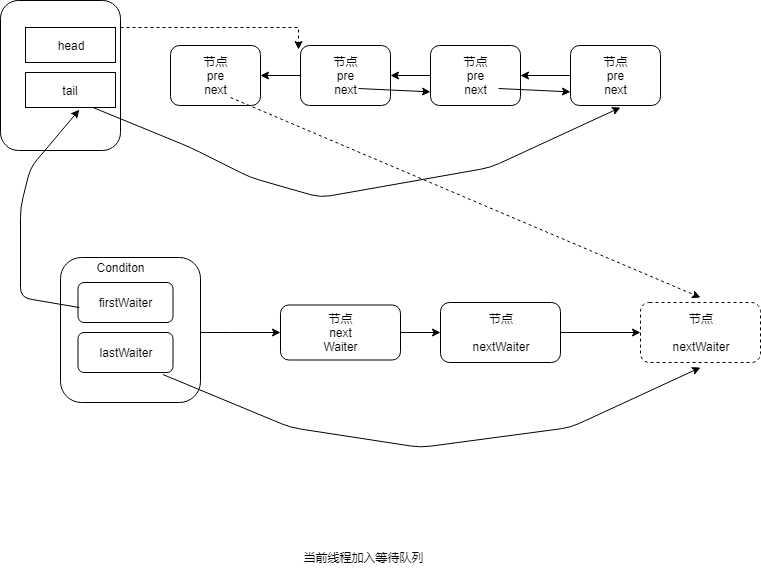 head
tail
节点
pre
next
节点
pre
next
节点
pre
next
节点
pre
next
Conditon
firstWaiter
lastWaiter
节点
next
Waiter
节点
nextWaiter
节点
nextWaiter
当前线程加入等待队列